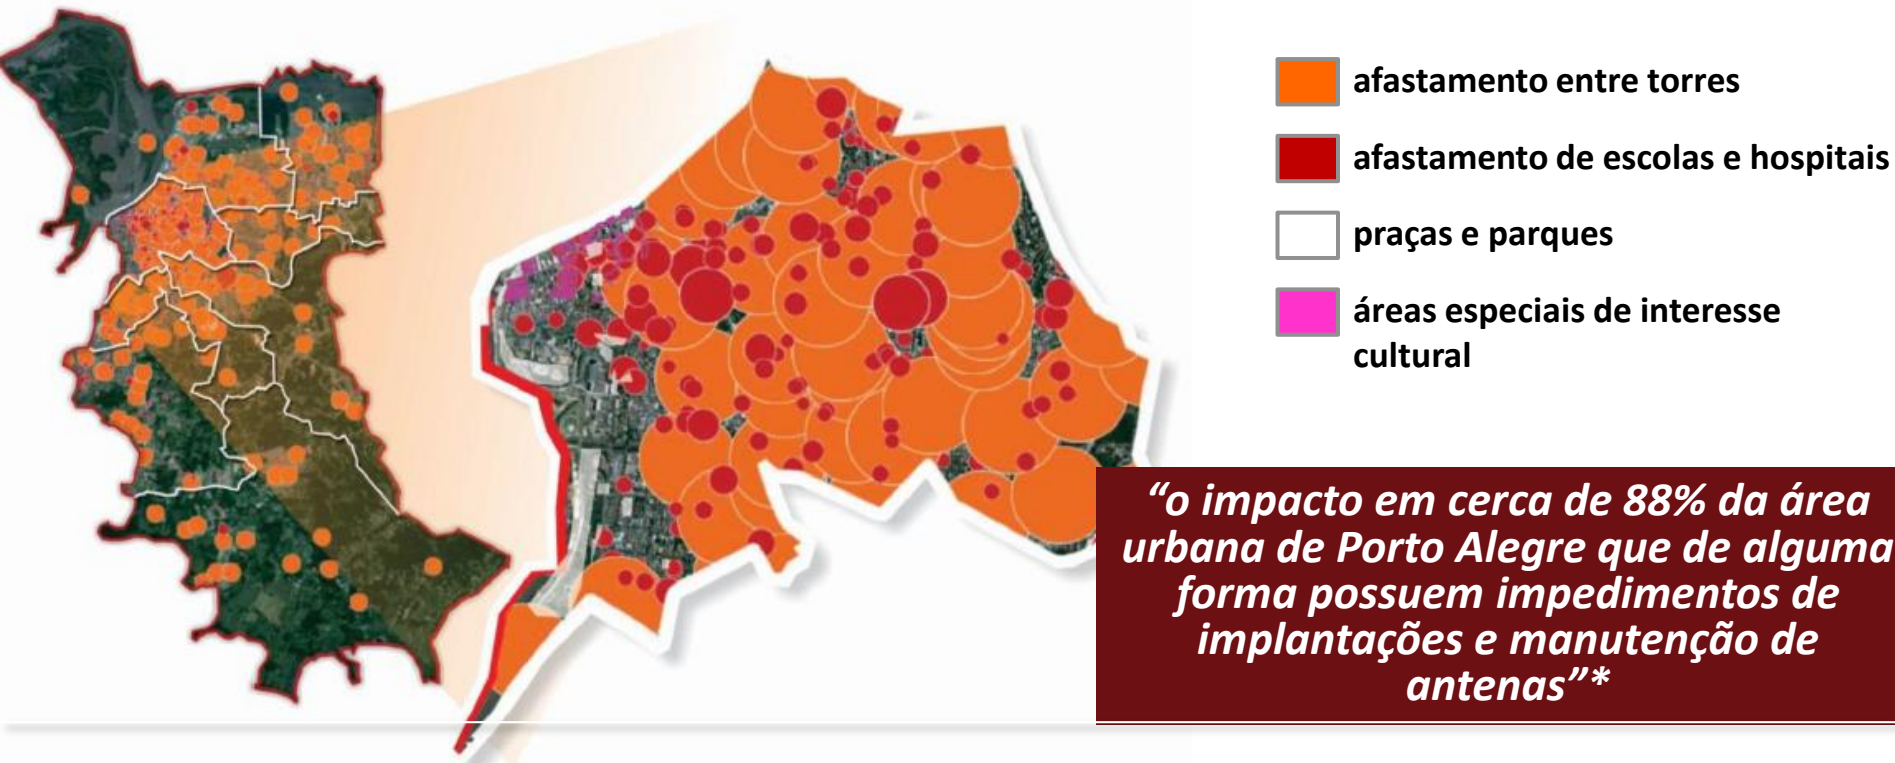 afastamento entre torres
afastamento de escolas e hospitais
praças e parques
áreas especiais de interesse
cultural
“o impacto em cerca de 88% da área
urbana de Porto Alegre que de alguma
forma possuem impedimentos de
implantações e manutenção de
antenas”*